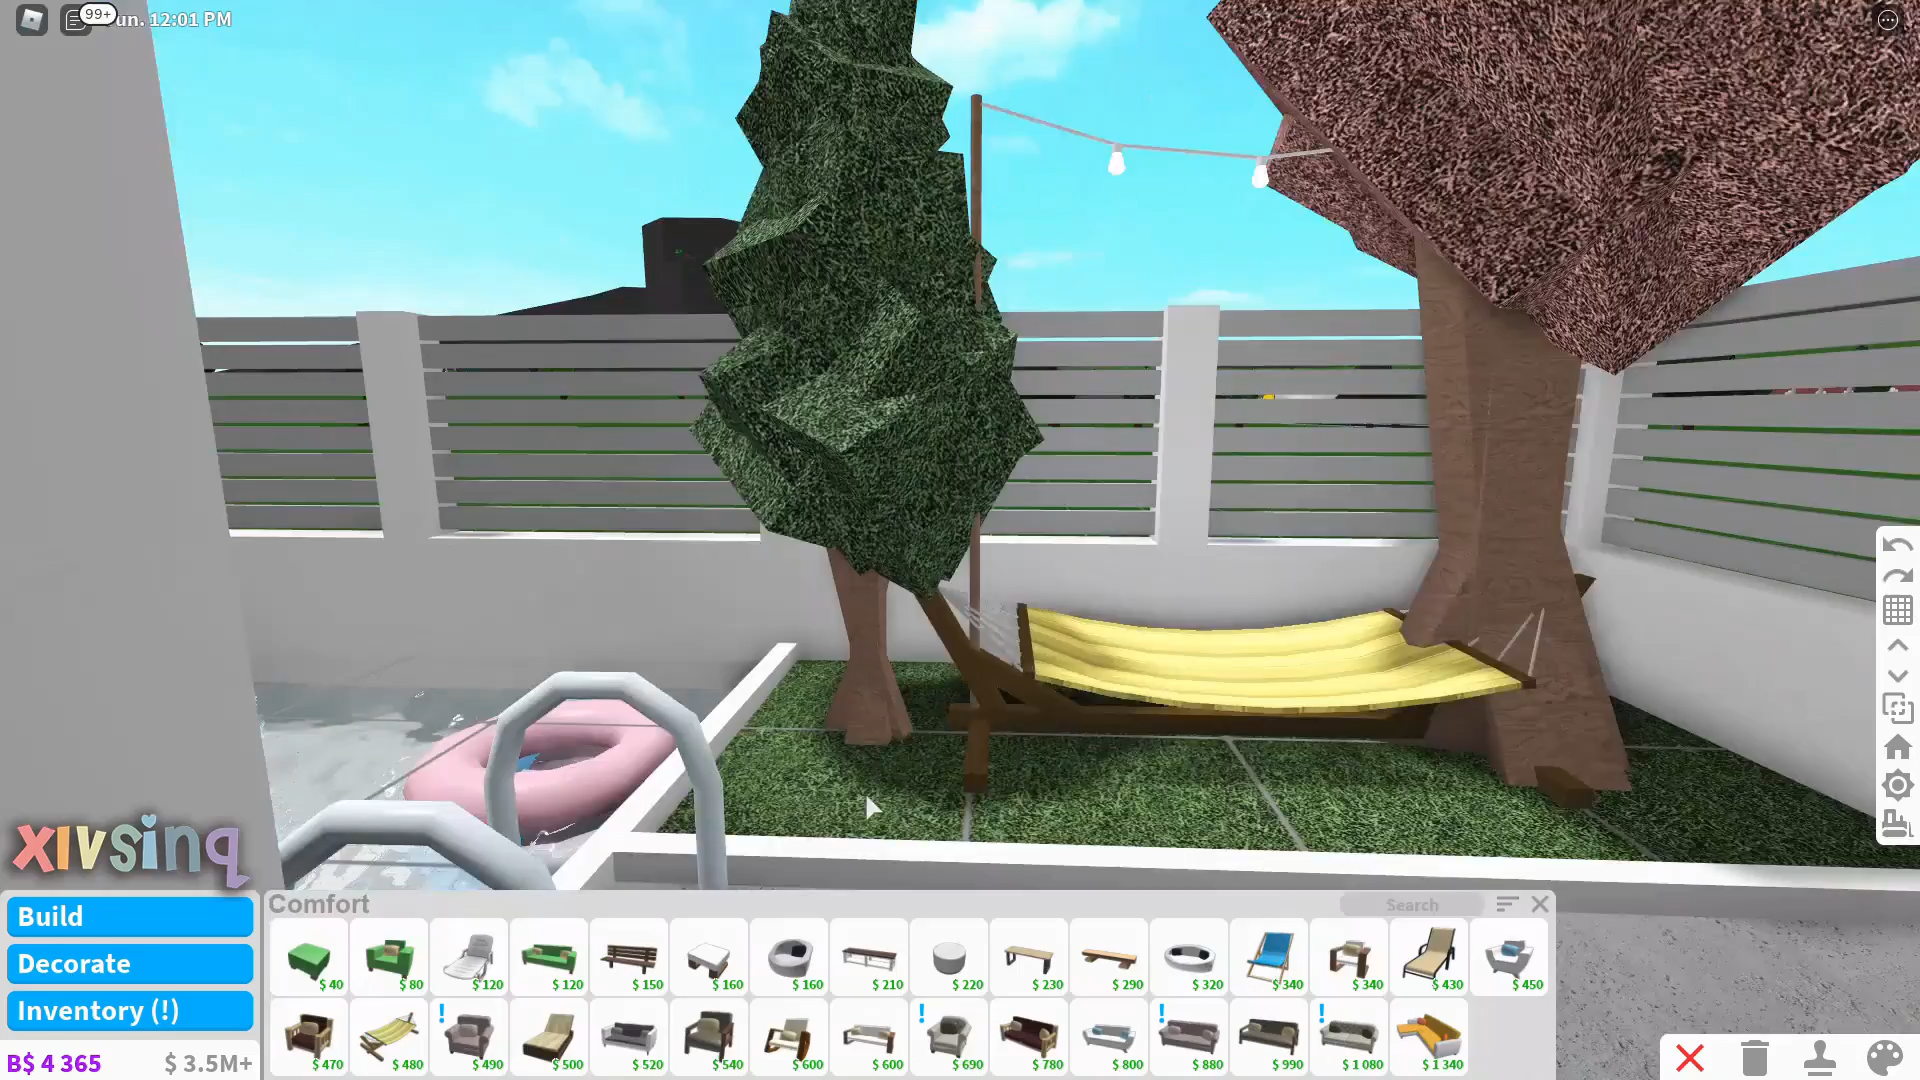 99+
un. 12:01 PM
xivsinq
Build
Decorate
Inventory (!)
B$ 4 365
$ 3.5M+
Comfort
Search
$ 40
$ 80
$ 120
$ 120
$ 150
$ 160
$ 160
$ 210
$ 220
$ 230
$ 290
$ 320
$ 340
$ 340
$ 430
$ 450
$ 470
$ 480
! $ 490
$ 500
$ 520
$ 540
$ 600
$ 600
! $ 690
$ 780
$ 800
! $ 880
$ 990
! $ 1 080
$ 1 340